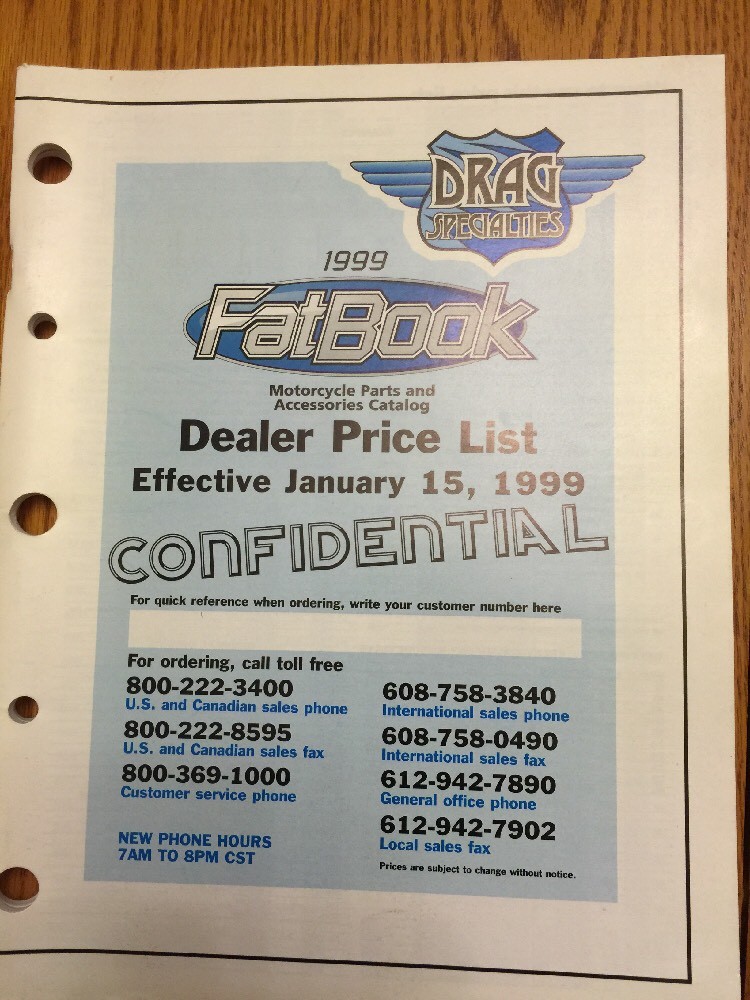 DRAG
SPECIALTIES
1999
FatBook
Motorcycle Parts and
Accessories Catalog
Dealer Price List
Effective January 15, 1999
CONFIDENTIAL
For quick reference when ordering, write your customer number here
For ordering, call toll free
800-222-3400
U.S. and Canadian sales phone
800-222-8595
U.S. and Canadian sales fax
800-369-1000
Customer service phone
NEW PHONE HOURS
7AM TO 8PM CST
608-758-3840
International sales phone
608-758-0490
International sales fax
612-942-7890
General office phone
612-942-7902
Local sales fax
Prices are subject to change without notice.